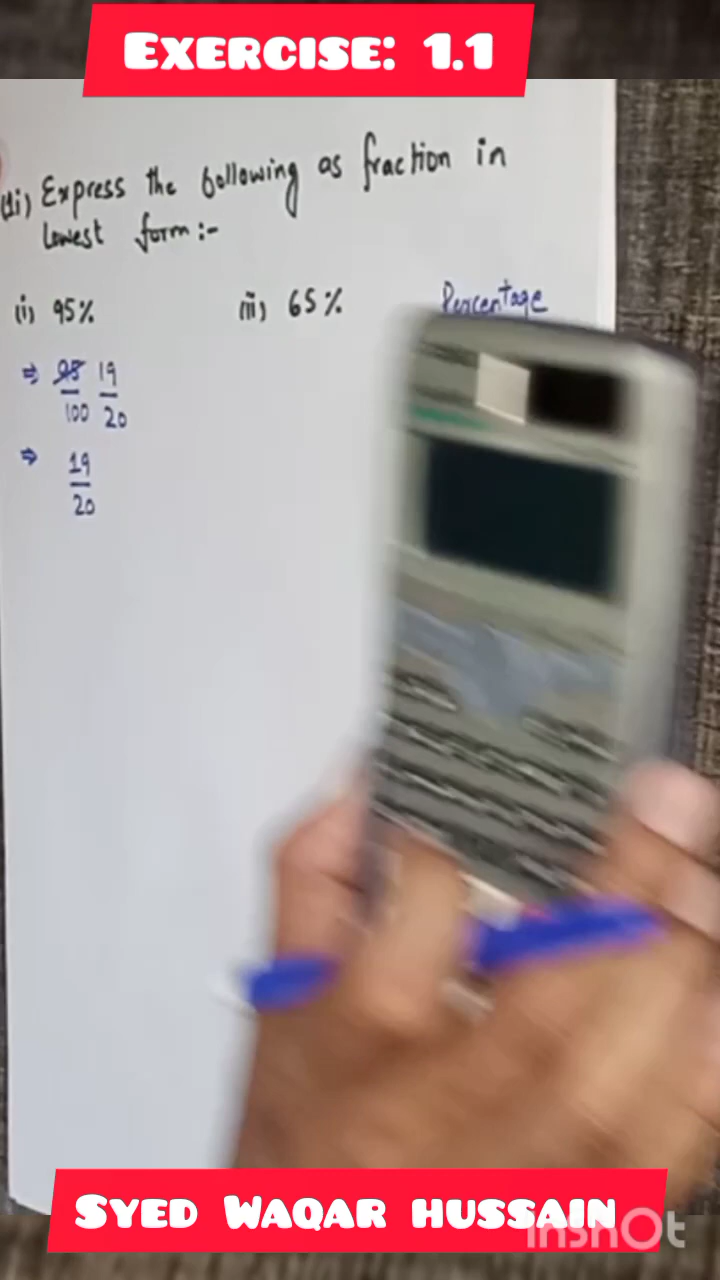 EXERCISE: 1.1
(ii) Express the following as fraction in
lowest form:-
(i) 95%
(ii) 65%
Percentage
⇒ 95/100 19/20
⇒ 19/20
SYED WAQAR HUSSAIN
inshOt